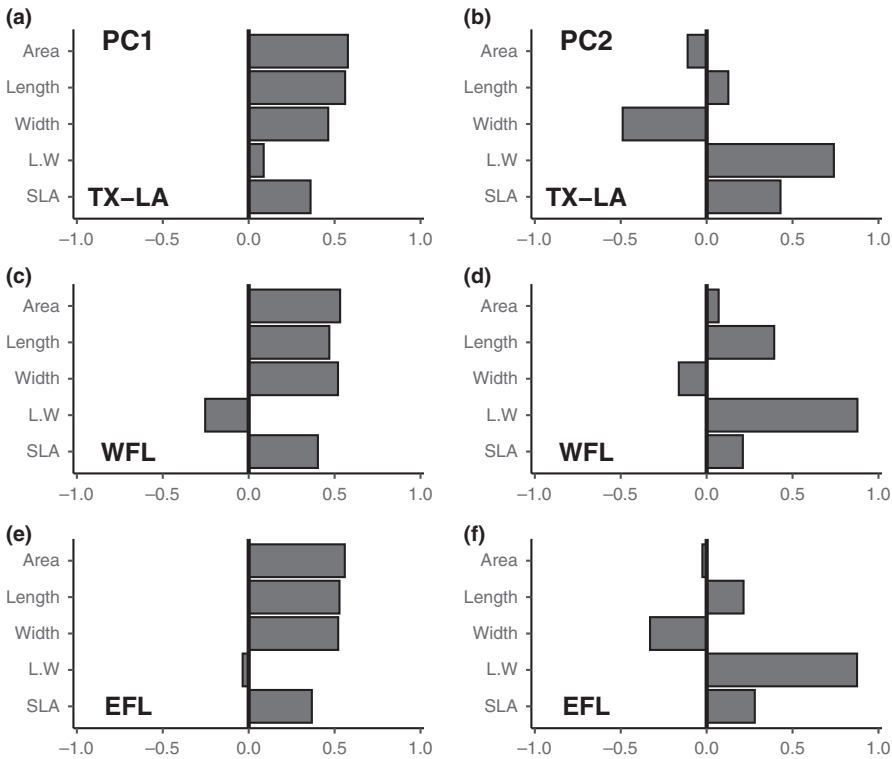 (a)
PC1
Area
Length
Width
L.W
SLA
TX–LA
–1.0 –0.5 0.0 0.5 1.0
(b)
PC2
Area
Length
Width
L.W
SLA
TX–LA
–1.0 –0.5 0.0 0.5 1.0
(c)
Area
Length
Width
L.W
SLA
WFL
–1.0 –0.5 0.0 0.5 1.0
(d)
Area
Length
Width
L.W
SLA
WFL
–1.0 –0.5 0.0 0.5 1.0
(e)
Area
Length
Width
L.W
SLA
EFL
–1.0 –0.5 0.0 0.5 1.0
(f)
Area
Length
Width
L.W
SLA
EFL
–1.0 –0.5 0.0 0.5 1.0